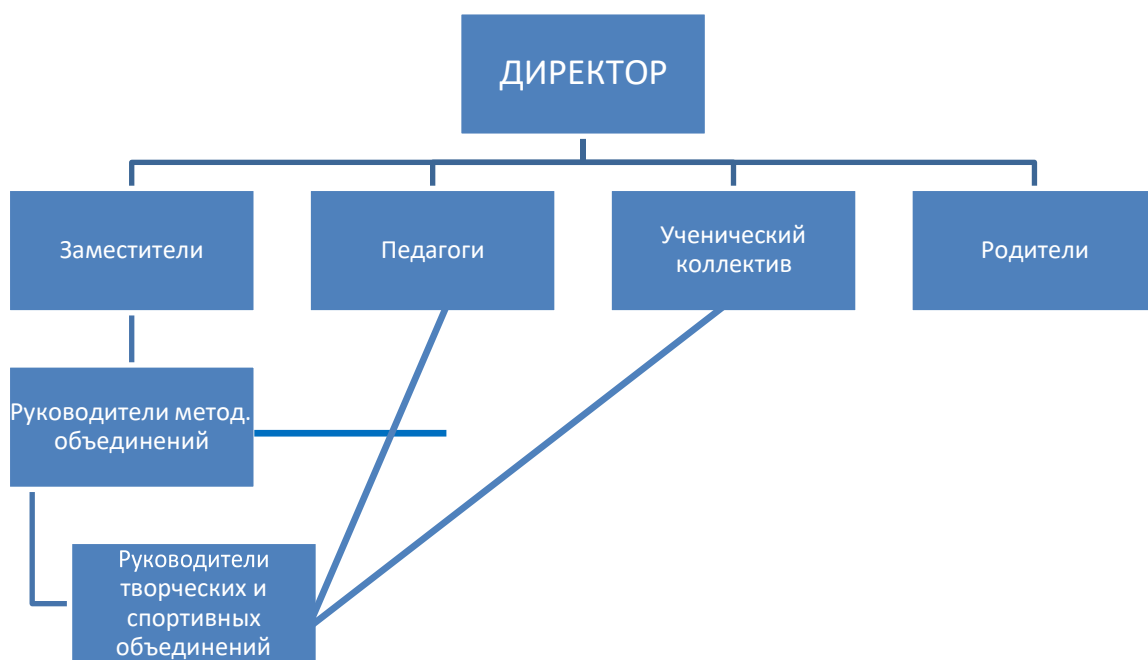 ДИРЕКТОР
Заместители
Педагоги
Ученический
коллектив
Родители
Руководители метод.
объединений
Руководители
творческих и
спортивных
объединений